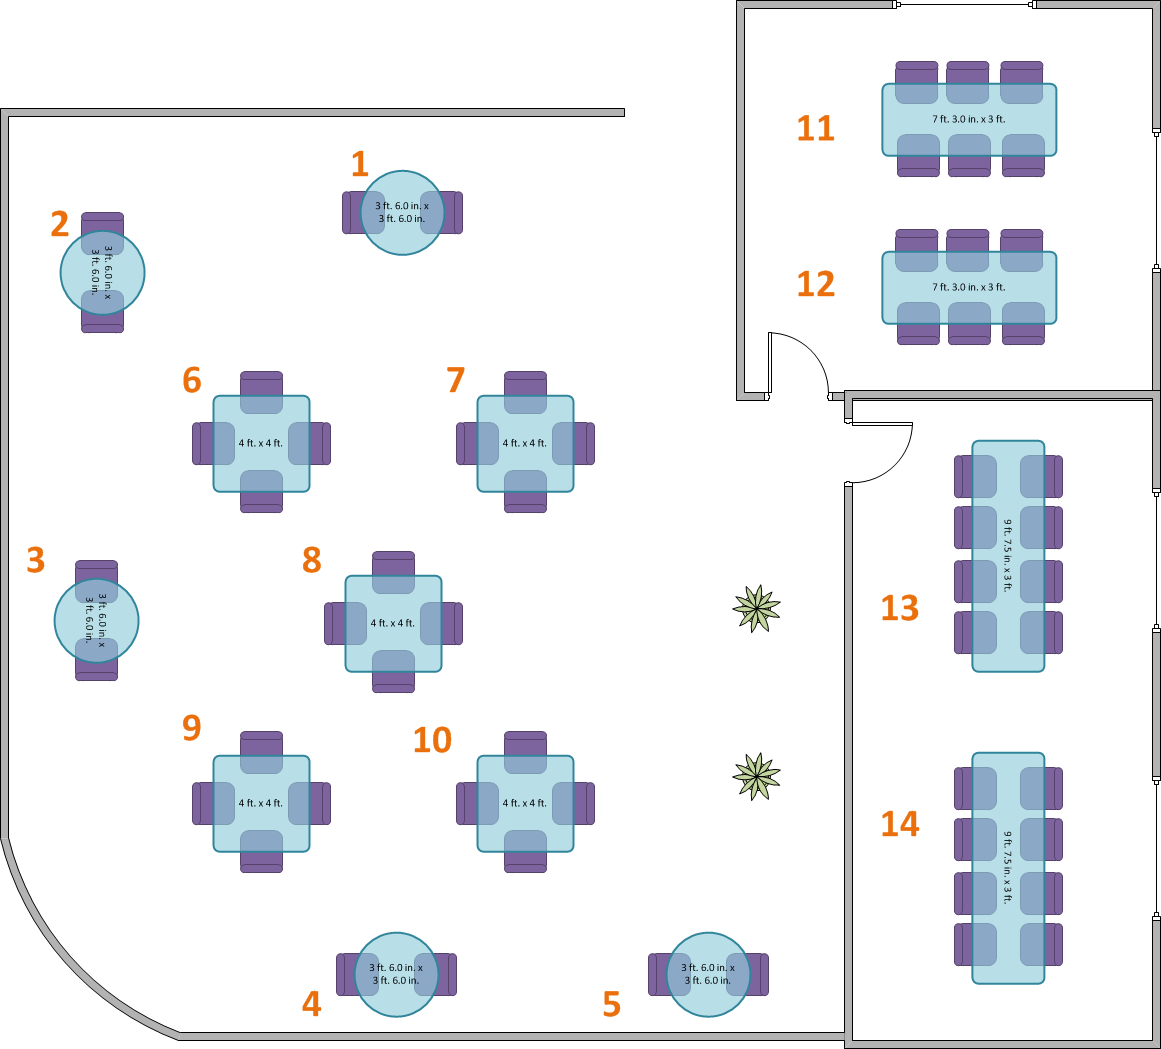 11
7 ft. 3.0 in. x 3 ft.
1
3 ft. 6.0 in. x
3 ft. 6.0 in.
2
3 ft. 6.0 in. x
3 ft. 6.0 in.
12
7 ft. 3.0 in. x 3 ft.
6
4 ft. x 4 ft.
7
4 ft. x 4 ft.
3
3 ft. 6.0 in. x
3 ft. 6.0 in.
8
4 ft. x 4 ft.
13
9 ft. 7.5 in. x 3 ft.
9
4 ft. x 4 ft.
10
4 ft. x 4 ft.
14
9 ft. 7.5 in. x 3 ft.
4
3 ft. 6.0 in. x
3 ft. 6.0 in.
5
3 ft. 6.0 in. x
3 ft. 6.0 in.